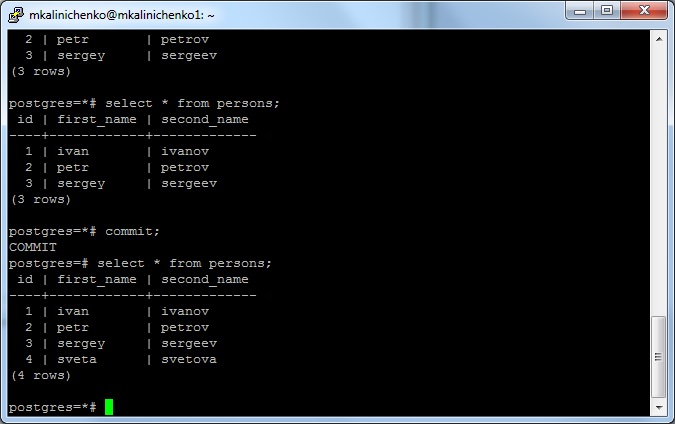 mkalinichenko@mkalinichenko1: ~
  2 | petr       | petrov
  3 | sergey     | sergeev
(3 rows)

postgres=*# select * from persons;
 id | first_name | second_name
----+------------+-------------
  1 | ivan       | ivanov
  2 | petr       | petrov
  3 | sergey     | sergeev
(3 rows)

postgres=*# commit;
COMMIT
postgres=# select * from persons;
 id | first_name | second_name
----+------------+-------------
  1 | ivan       | ivanov
  2 | petr       | petrov
  3 | sergey     | sergeev
  4 | sveta      | svetova
(4 rows)

postgres=*#